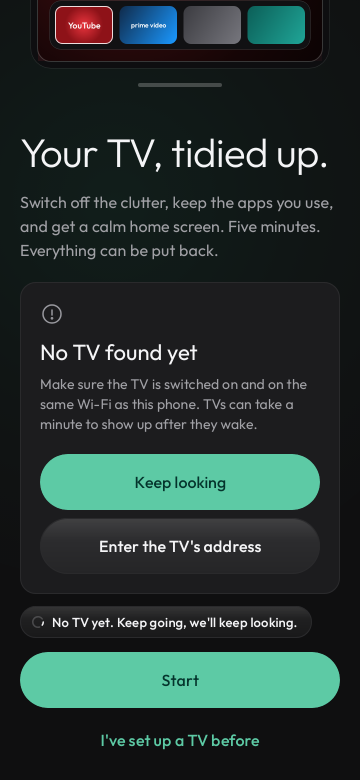 YouTube
prime video
Your TV, tidied up.
Switch off the clutter, keep the apps you use,
and get a calm home screen. Five minutes.
Everything can be put back.
No TV found yet
Make sure the TV is switched on and on the
same Wi-Fi as this phone. TVs can take a
minute to show up after they wake.
Keep looking
Enter the TV's address
No TV yet. Keep going, we'll keep looking.
Start
I've set up a TV before